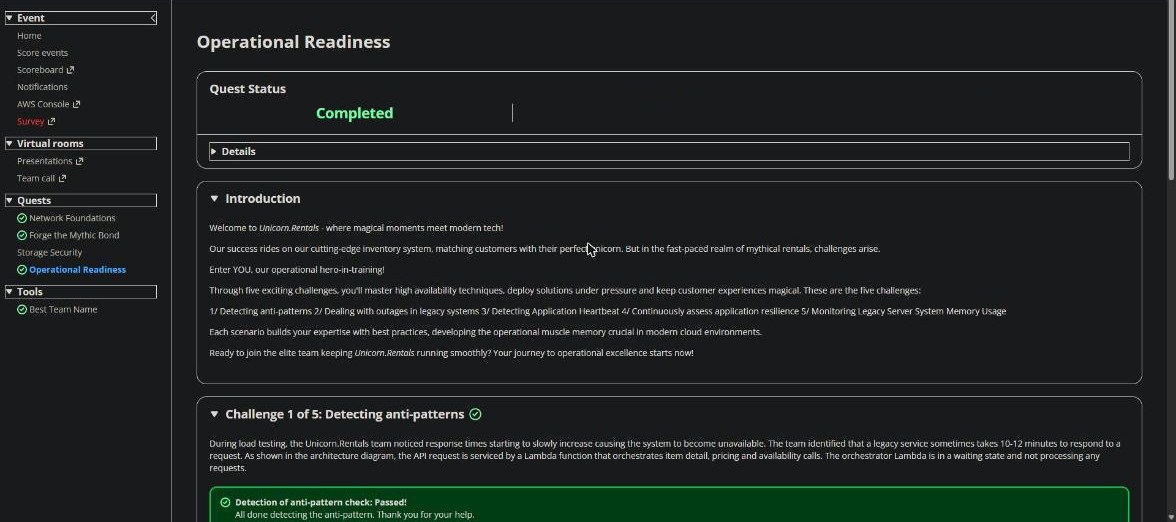 Event
Home
Score events
Scoreboard
Notifications
AWS Console
Survey
Virtual rooms
Presentations
Team call
Quests
Network Foundations
Forge the Mythic Bond
Storage Security
Operational Readiness
Tools
Best Team Name
Operational Readiness
Quest Status
Completed
Details
Introduction
Welcome to Unicorn.Rentals - where magical moments meet modern tech!
Our success rides on our cutting-edge inventory system, matching customers with their perfect unicorn. But in the fast-paced realm of mythical rentals, challenges arise.
Enter YOU, our operational hero-in-training!
Through five exciting challenges, you'll master high availability techniques, deploy solutions under pressure and keep customer experiences magical. These are the five challenges:
1/ Detecting anti-patterns 2/ Dealing with outages in legacy systems 3/ Detecting Application Heartbeat 4/ Continuously assess application resilience 5/ Monitoring Legacy Server System Memory Usage
Each scenario builds your expertise with best practices, developing the operational muscle memory crucial in modern cloud environments.
Ready to join the elite team keeping Unicorn.Rentals running smoothly? Your journey to operational excellence starts now!
Challenge 1 of 5: Detecting anti-patterns
During load testing, the Unicorn.Rentals team noticed response times starting to slowly increase causing the system to become unavailable. The team identified that a legacy service sometimes takes 10-12 minutes to respond to a
request. As shown in the architecture diagram, the API request is serviced by a Lambda function that orchestrates item detail, pricing and availability calls. The orchestrator Lambda is in a waiting state and not processing any
requests.
Detection of anti-pattern check: Passed!
All done detecting the anti-pattern. Thank you for your help.